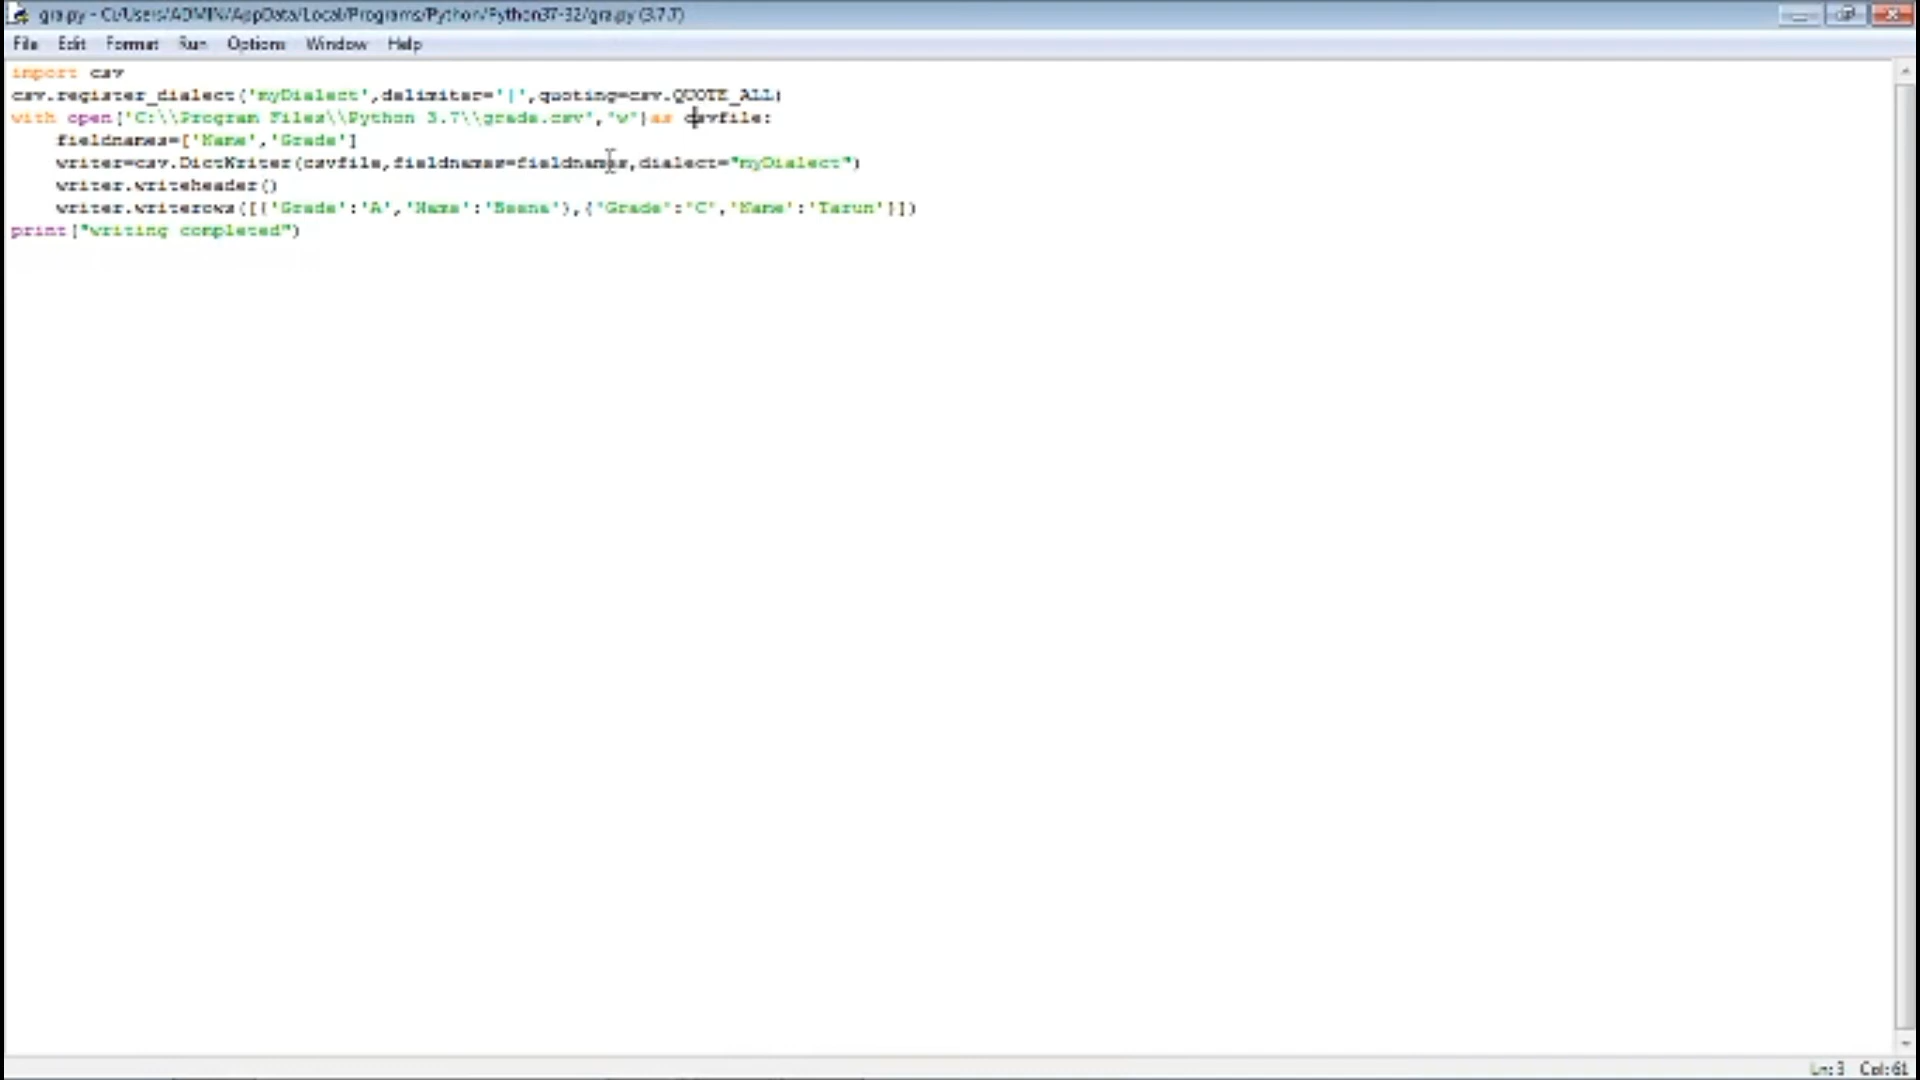 gra.py - C:/Users/ADMIN/AppData/Local/Programs/Python/Python37-32/gra.py (3.7.7)
File Edit Format Run Options Window Help
import csv
csv.register_dialect('myDialect',delimiter='|',quoting=csv.QUOTE_ALL)
with open('C:\\Program Files\\Python 3.7\\grade.csv','w')as csvfile:
    fieldnames=['Name','Grade']
    writer=csv.DictWriter(csvfile,fieldnames=fieldnames,dialect="myDialect")
    writer.writeheader()
    writer.writerows([{'Grade':'A','Name':'Beena'},{'Grade':'C','Name':'Tarun'}])
print("writing completed")
Ln: 3 Col: 61